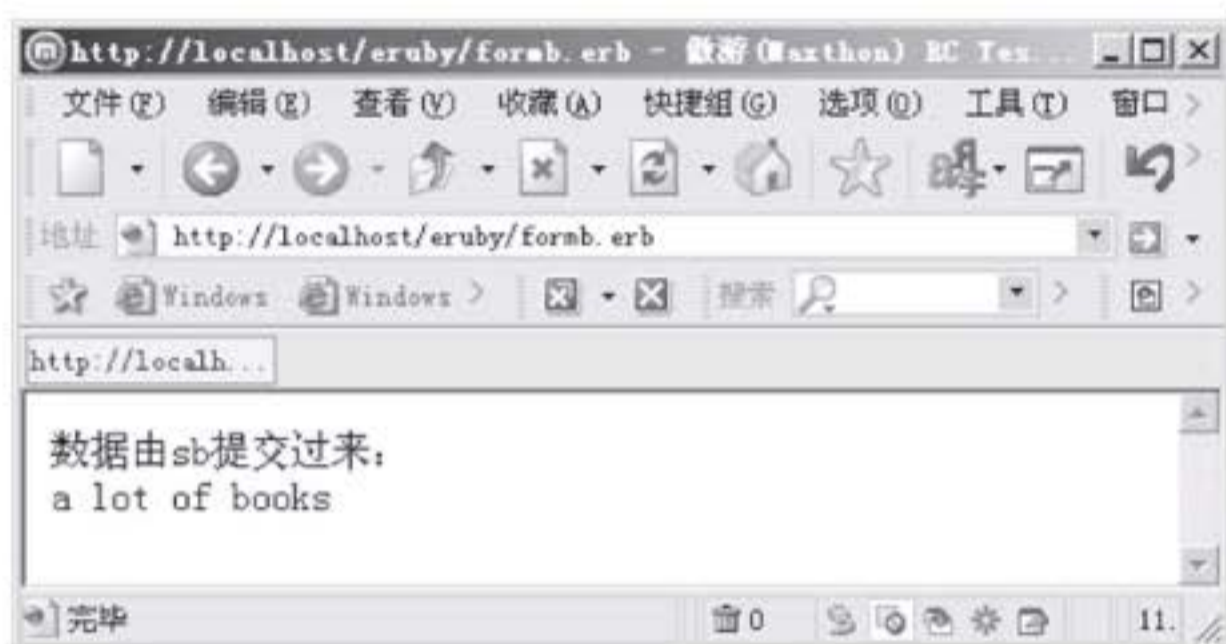 http://localhost/eruby/formb.erb - 傲游(Maxthon) RC Tes...
文件(F) 编辑(E) 查看(V) 收藏(A) 快捷组(G) 选项(O) 工具(T) 窗口 >
地址 http://localhost/eruby/formb.erb
Windows Windows > 搜索 > >
http://localh...
数据由sb提交过来:
a lot of books
完毕 0 11.